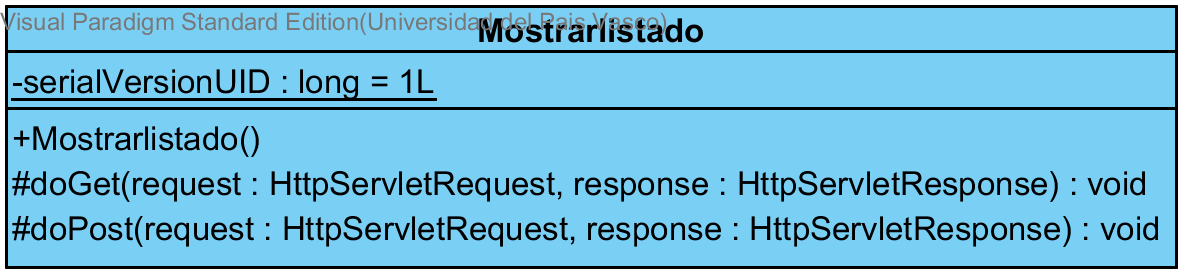 Visual Paradigm Standard Edition(Universidad del Pais Vasco)
Mostrarlistado
-serialVersionUID : long = 1L
+Mostrarlistado()
#doGet(request : HttpServletRequest, response : HttpServletResponse) : void
#doPost(request : HttpServletRequest, response : HttpServletResponse) : void